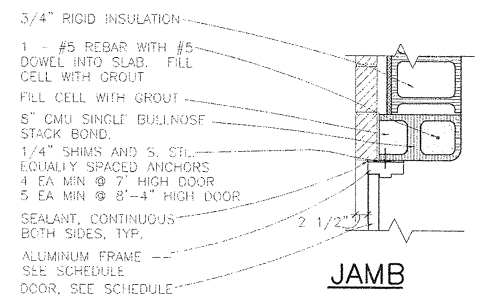 3/4" RIGID INSULATION
1 - #5 REBAR WITH #5
DOWEL INTO SLAB. FILL
CELL WITH GROUT
FILL CELL WITH GROUT
8" CMU SINGLE BULLNOSE
STACK BOND.
1/4" SHIMS AND S. STL.
EQUALLY SPACED ANCHORS
4 EA MIN @ 7' HIGH DOOR
5 EA MIN @ 8'-4" HIGH DOOR
SEALANT, CONTINUOUS
BOTH SIDES, TYP.
2 1/2"
ALUMINUM FRAME
SEE SCHEDULE
DOOR, SEE SCHEDULE
JAMB